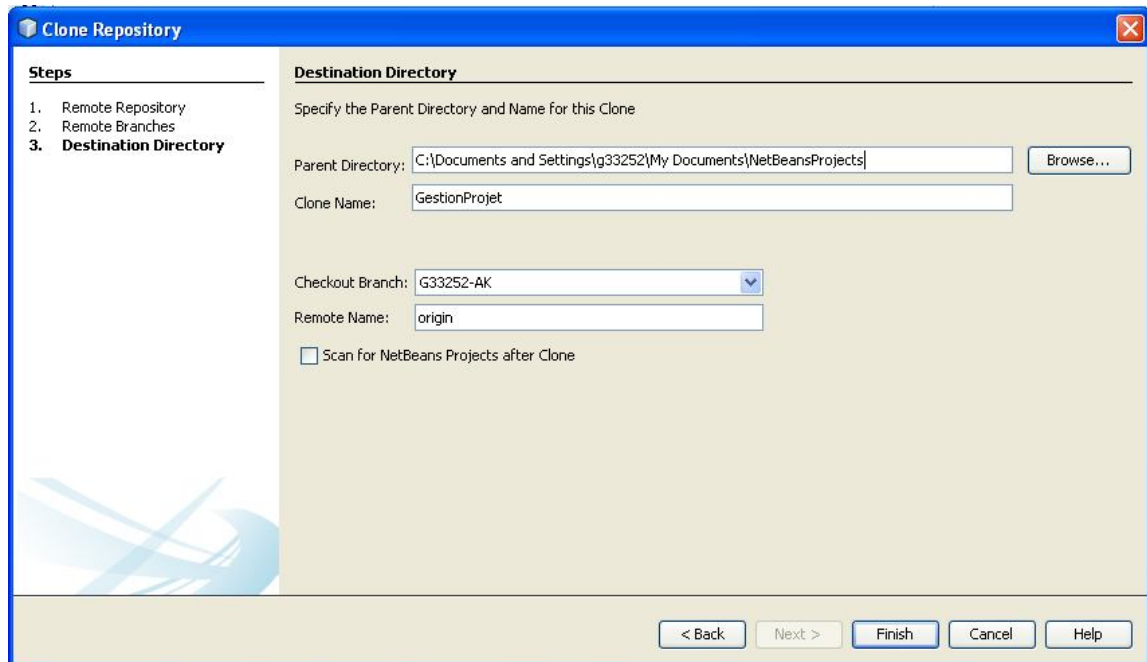 Clone Repository
Steps
1. Remote Repository
2. Remote Branches
3. Destination Directory
Destination Directory
Specify the Parent Directory and Name for this Clone
Parent Directory: C:\Documents and Settings\g33252\My Documents\NetBeansProjects Browse...
Clone Name: GestionProjet
Checkout Branch: G33252-AK
Remote Name: origin
Scan for NetBeans Projects after Clone
< Back Next > Finish Cancel Help